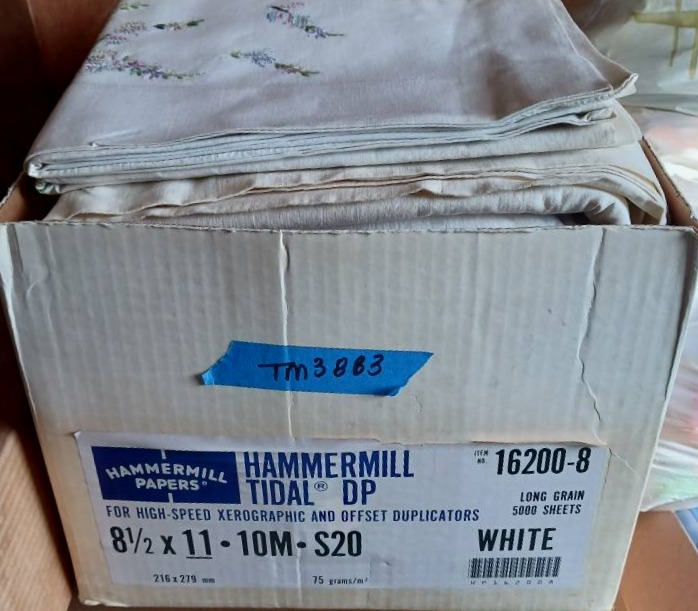 TM3883
HAMMERMILL
PAPERS®
HAMMERMILL
TIDAL® DP
ITEM
NO. 16200-8
LONG GRAIN
5000 SHEETS
FOR HIGH-SPEED XEROGRAPHIC AND OFFSET DUPLICATORS
8½ x 11 • 10M • S20
WHITE
216 x 279 mm
75 grams/m²